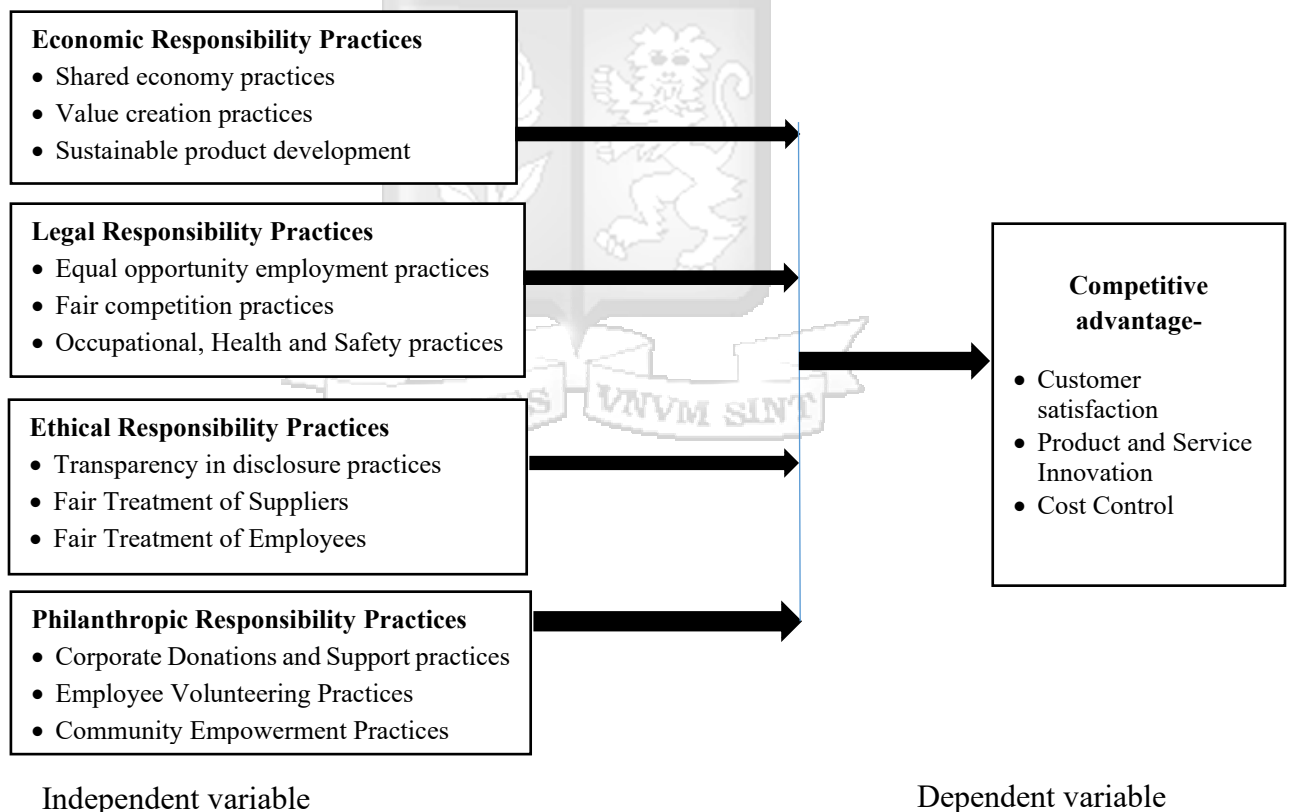 Economic Responsibility Practices
• Shared economy practices
• Value creation practices
• Sustainable product development
Legal Responsibility Practices
• Equal opportunity employment practices
• Fair competition practices
• Occupational, Health and Safety practices
Ethical Responsibility Practices
• Transparency in disclosure practices
• Fair Treatment of Suppliers
• Fair Treatment of Employees
Philanthropic Responsibility Practices
• Corporate Donations and Support practices
• Employee Volunteering Practices
• Community Empowerment Practices
Independent variable
VNVM SINT
Competitive
advantage-
• Customer
satisfaction
• Product and Service
Innovation
• Cost Control
Dependent variable